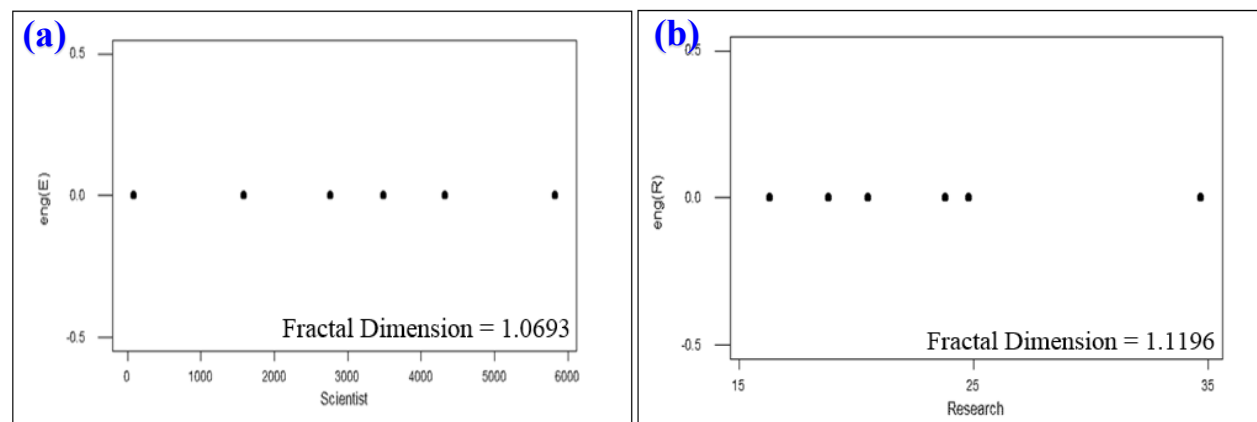 (a)
0.5
0.0
-0.5
eng(E)
Fractal Dimension = 1.0693
0 1000 2000 3000 4000 5000 6000
Scientist
(b)
0.5
0.0
-0.5
eng(R)
Fractal Dimension = 1.1196
15 25 35
Research